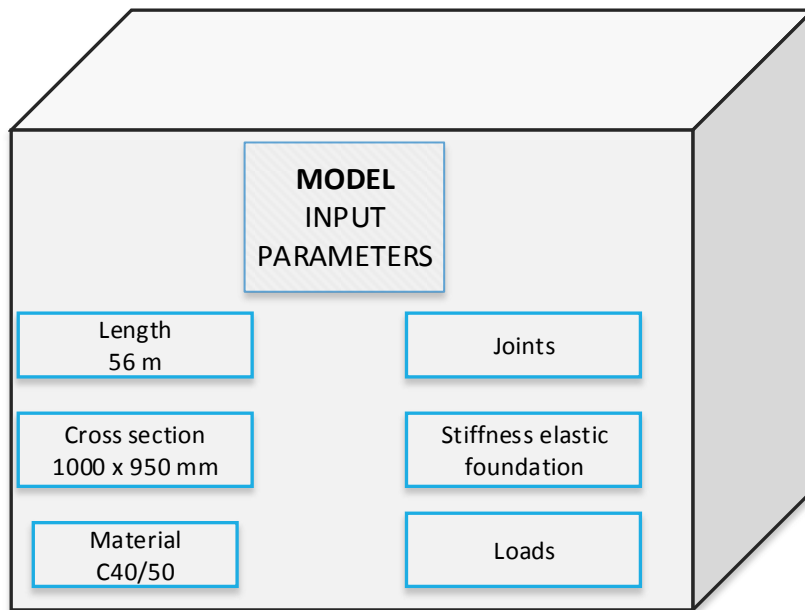 MODEL
INPUT
PARAMETERS
Length
56 m
Joints
Cross section
1000 x 950 mm
Stiffness elastic
foundation
Material
C40/50
Loads